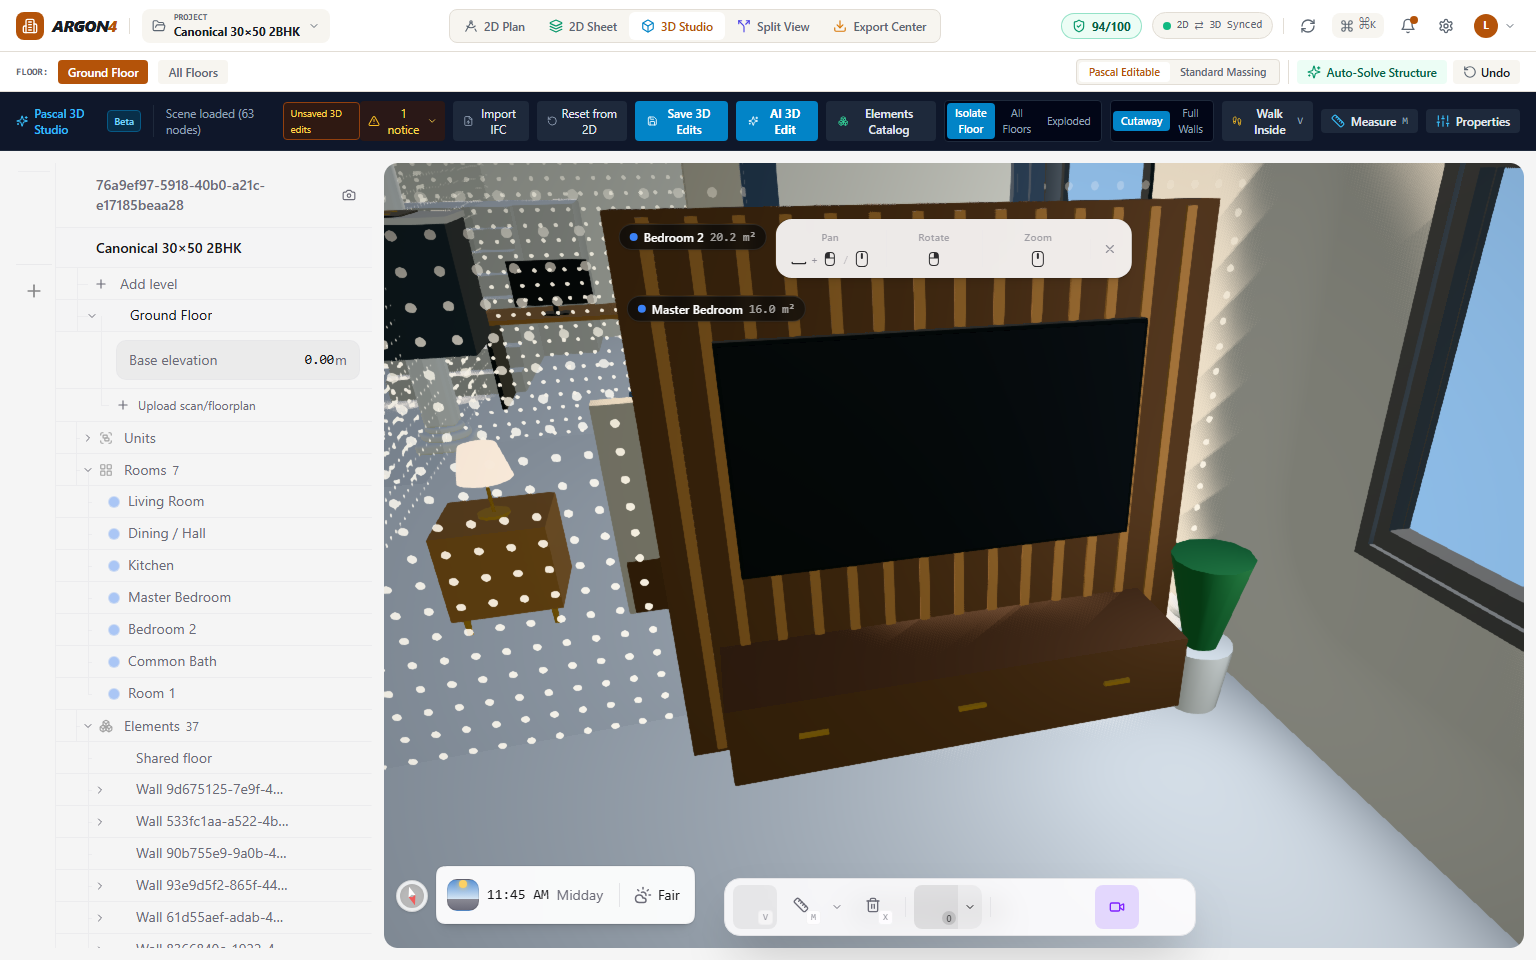 ARGON4
PROJECT
Canonical 30×50 2BHK
2D Plan
2D Sheet
3D Studio
Split View
Export Center
94/100
2D ⇄ 3D Synced
⌘ ⌘K
L
FLOOR:
Ground Floor
All Floors
Pascal Editable
Standard Massing
Auto-Solve Structure
Undo
Pascal 3D
Studio
Beta
Scene loaded (63
nodes)
Unsaved 3D
edits
1
notice
Import
IFC
Reset from
2D
Save 3D
Edits
AI 3D
Edit
Elements
Catalog
Isolate
Floor
All
Floors
Exploded
Cutaway
Full
Walls
Walk
Inside
V
Measure M
Properties
76a9ef97-5918-40b0-a21c-
e17185beaa28
Canonical 30×50 2BHK
Add level
Ground Floor
Base elevation 0.00m
Upload scan/floorplan
Units
Rooms 7
Living Room
Dining / Hall
Kitchen
Master Bedroom
Bedroom 2
Common Bath
Room 1
Elements 37
Shared floor
Wall 9d675125-7e9f-4...
Wall 533fc1aa-a522-4b...
Wall 90b755e9-9a0b-4...
Wall 93e9d5f2-865f-44...
Wall 61d55aef-adab-4...
Bedroom 2 20.2 m²
Master Bedroom 16.0 m²
Pan
Rotate
Zoom
+ /
11:45 AM Midday
Fair
V
M
X
0